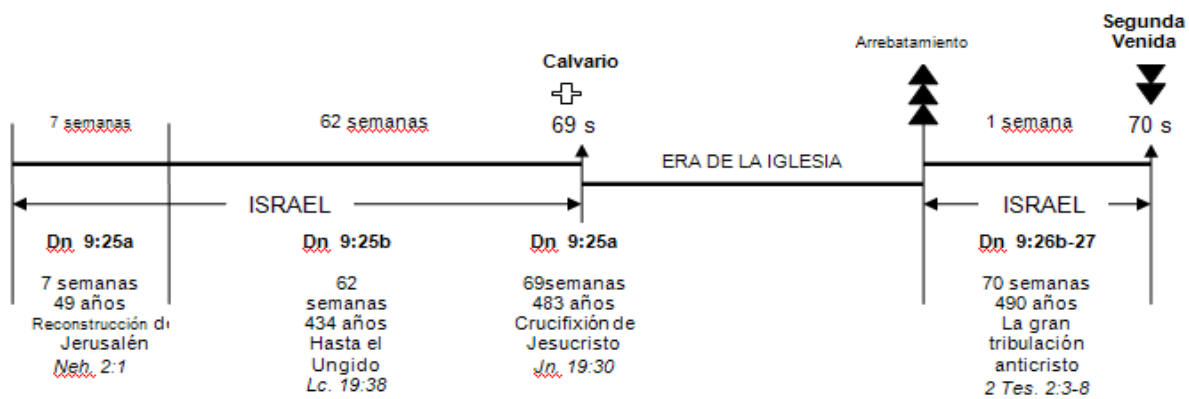 Segunda
Venida
Arrebatamiento
Calvario
7 semanas
62 semanas
69 s
1 semana
70 s
ERA DE LA IGLESIA
ISRAEL
ISRAEL
Dn 9:25a
Dn 9:25b
Dn 9:25a
Dn 9:26b-27
7 semanas
49 años
Reconstrucción de
Jerusalén
Neh. 2:1
62
semanas
434 años
Hasta el
Ungido
Lc. 19:38
69semanas
483 años
Crucifixión de
Jesucristo
Jn. 19:30
70 semanas
490 años
La gran
tribulación
anticristo
2 Tes. 2:3-8